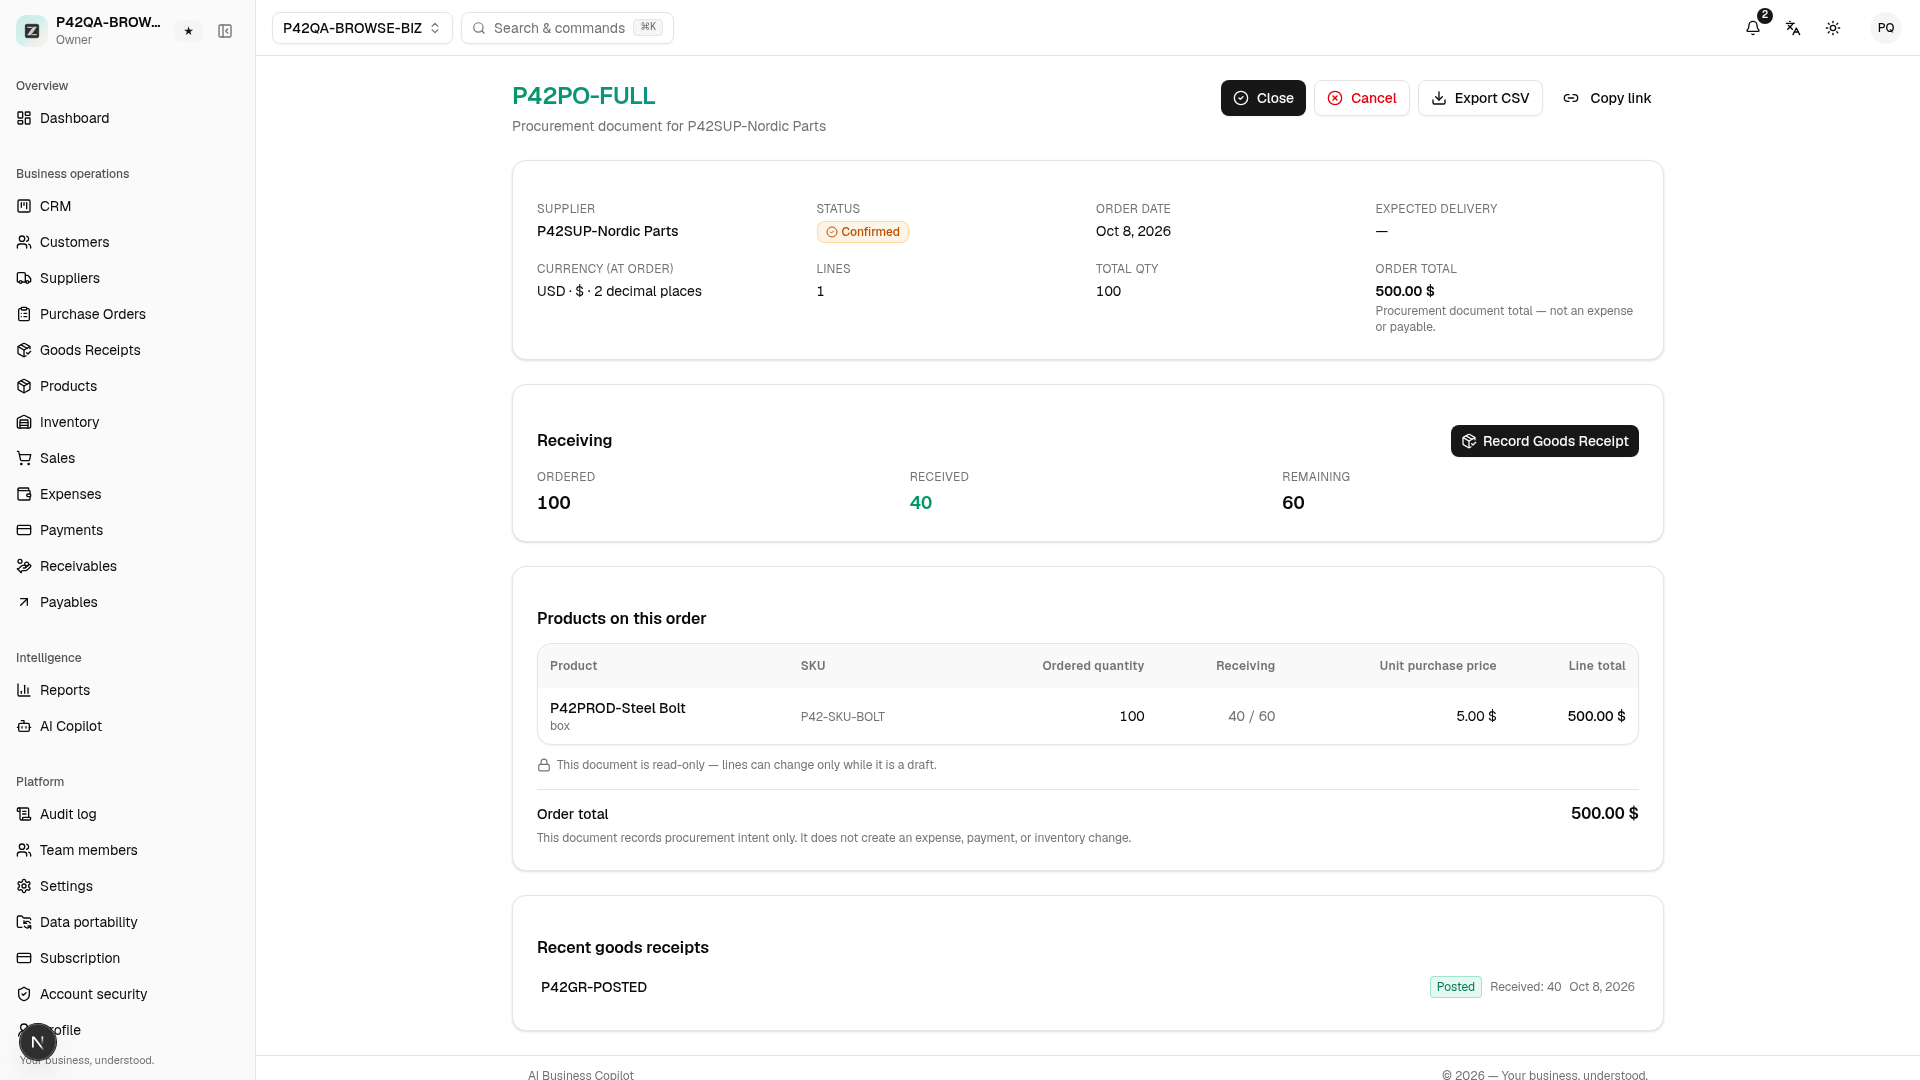 P42QA-BROW...
Owner
★
P42QA-BROWSE-BIZ
Search & commands
⌘K
2
PQ
Overview
Dashboard
Business operations
CRM
Customers
Suppliers
Purchase Orders
Goods Receipts
Products
Inventory
Sales
Expenses
Payments
Receivables
Payables
Intelligence
Reports
AI Copilot
Platform
Audit log
Team members
Settings
Data portability
Subscription
Account security
ofile
N
Your business, understood.
P42PO-FULL
Procurement document for P42SUP-Nordic Parts
Close
Cancel
Export CSV
Copy link
SUPPLIER
P42SUP-Nordic Parts
STATUS
Confirmed
ORDER DATE
Oct 8, 2026
EXPECTED DELIVERY
—
CURRENCY (AT ORDER)
USD · $ · 2 decimal places
LINES
1
TOTAL QTY
100
ORDER TOTAL
500.00 $
Procurement document total — not an expense
or payable.
Receiving
Record Goods Receipt
ORDERED
100
RECEIVED
40
REMAINING
60
Products on this order
Product SKU Ordered quantity Receiving Unit purchase price Line total
P42PROD-Steel Bolt P42-SKU-BOLT 100 40 / 60 5.00 $ 500.00 $
box
This document is read-only — lines can change only while it is a draft.
Order total 500.00 $
This document records procurement intent only. It does not create an expense, payment, or inventory change.
Recent goods receipts
P42GR-POSTED Posted Received: 40 Oct 8, 2026
AI Business Copilot
© 2026 — Your business, understood.